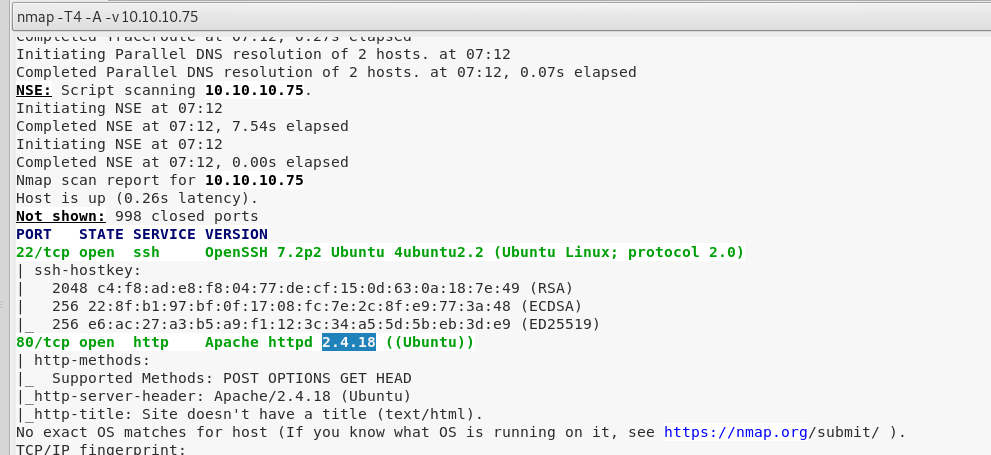 nmap -T4 -A -v 10.10.10.75
Completed Traceroute at 07:12, 0.27s elapsed
Initiating Parallel DNS resolution of 2 hosts. at 07:12
Completed Parallel DNS resolution of 2 hosts. at 07:12, 0.07s elapsed
NSE: Script scanning 10.10.10.75.
Initiating NSE at 07:12
Completed NSE at 07:12, 7.54s elapsed
Initiating NSE at 07:12
Completed NSE at 07:12, 0.00s elapsed
Nmap scan report for 10.10.10.75
Host is up (0.26s latency).
Not shown: 998 closed ports
PORT   STATE SERVICE VERSION
22/tcp open  ssh     OpenSSH 7.2p2 Ubuntu 4ubuntu2.2 (Ubuntu Linux; protocol 2.0)
| ssh-hostkey:
|   2048 c4:f8:ad:e8:f8:04:77:de:cf:15:0d:63:0a:18:7e:49 (RSA)
|   256 22:8f:b1:97:bf:0f:17:08:fc:7e:2c:8f:e9:77:3a:48 (ECDSA)
|_  256 e6:ac:27:a3:b5:a9:f1:12:3c:34:a5:5d:5b:eb:3d:e9 (ED25519)
80/tcp open  http    Apache httpd 2.4.18 ((Ubuntu))
| http-methods:
|_  Supported Methods: POST OPTIONS GET HEAD
|_http-server-header: Apache/2.4.18 (Ubuntu)
|_http-title: Site doesn't have a title (text/html).
No exact OS matches for host (If you know what OS is running on it, see https://nmap.org/submit/ ).
TCP/IP fingerprint: